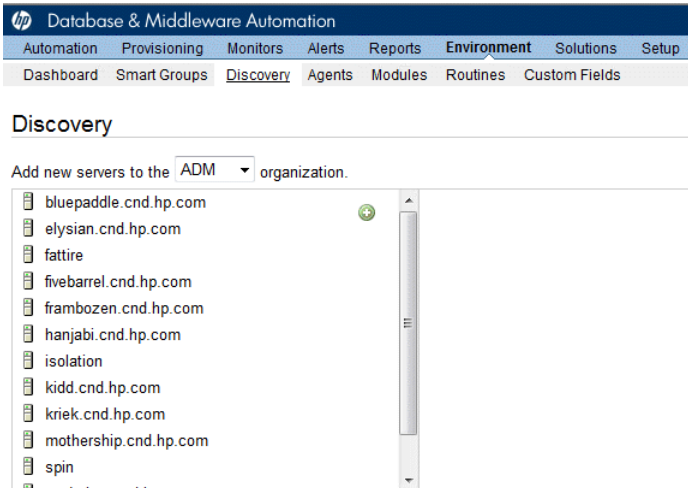 hp Database & Middleware Automation
Automation Provisioning Monitors Alerts Reports Environment Solutions Setup
Dashboard Smart Groups Discovery Agents Modules Routines Custom Fields
Discovery
Add new servers to the ADM organization.
bluepaddle.cnd.hp.com
elysian.cnd.hp.com
fattire
fivebarrel.cnd.hp.com
frambozen.cnd.hp.com
hanjabi.cnd.hp.com
isolation
kidd.cnd.hp.com
kriek.cnd.hp.com
mothership.cnd.hp.com
spin